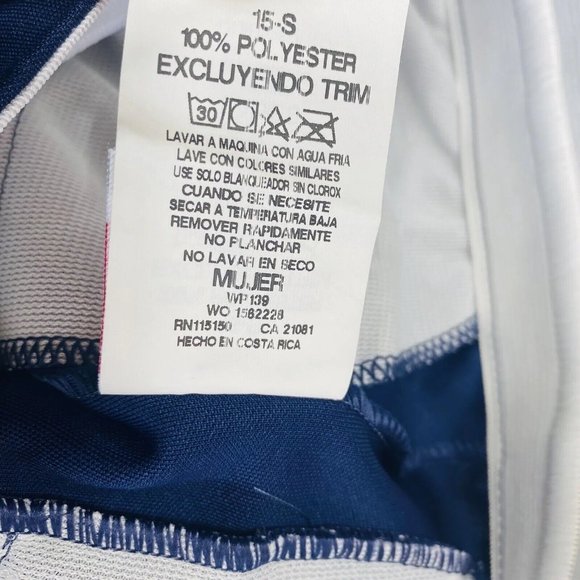 15-S
100% POLYESTER
EXCLUYENDO TRIM
30
LAVAR A MAQUINA CON AGUA FRIA
LAVE CON COLORES SIMILARES
USE SOLO BLANQUEADOR SIN CLOROX
CUANDO SE NECESITE
SECAR A TEMPERATURA BAJA
REMOVER RAPIDAMENTE
NO PLANCHAR
NO LAVAR EN SECO
MUJER
WP139
WO 1582228
RN115150 CA 21081
HECHO EN COSTA RICA